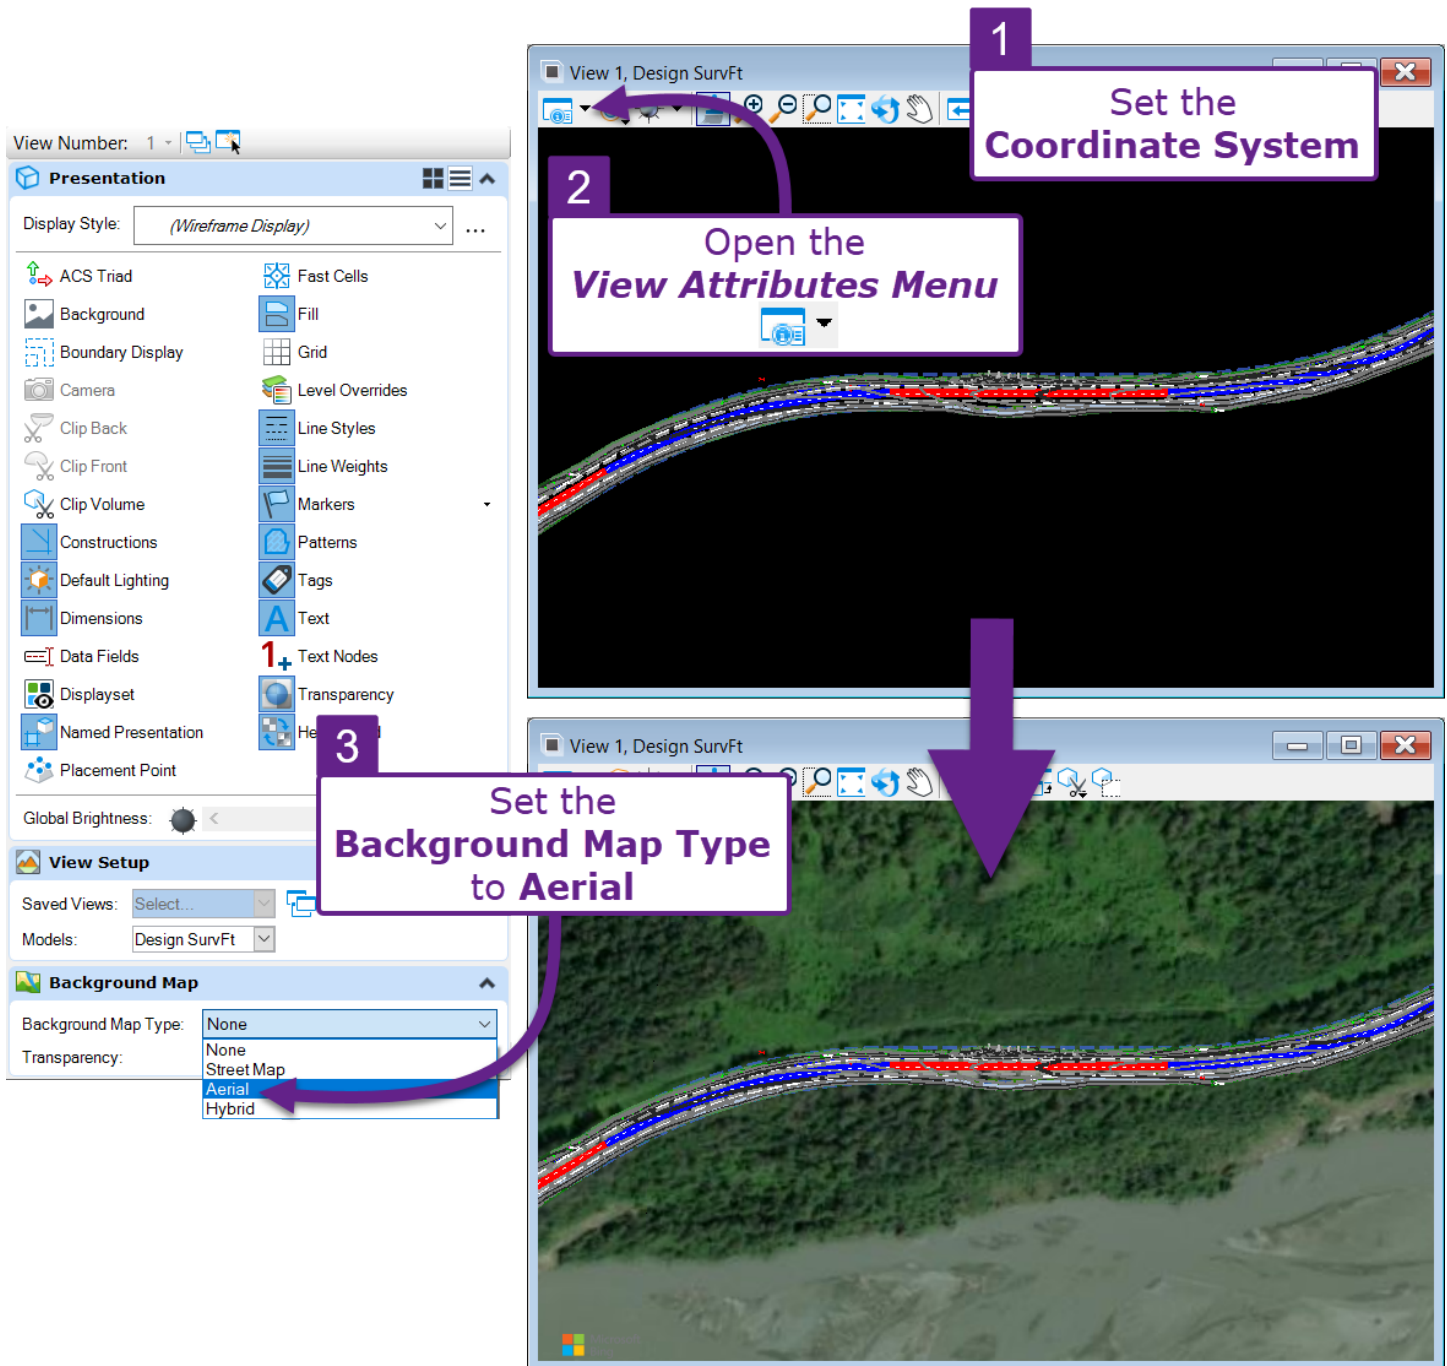 1
View 1, Design SurvFt
Set the
Coordinate System
View Number: 1
Presentation
2
Display Style: (Wireframe Display) ...
Open the
View Attributes Menu
ACS Triad
Fast Cells
Background
Fill
Boundary Display
Grid
Camera
Level Overrides
Clip Back
Line Styles
Clip Front
Line Weights
Clip Volume
Markers
Constructions
Patterns
Default Lighting
Tags
Dimensions
A Text
Data Fields
1+ Text Nodes
Displayset
Transparency
Named Presentation
3
Placement Point
View 1, Design SurvFt
Global Brightness:
Set the
Background Map Type
to Aerial
View Setup
Saved Views: Select...
Models: Design SurvFt
Background Map
Background Map Type: None
None
Transparency:
Street Map
Aerial
Hybrid